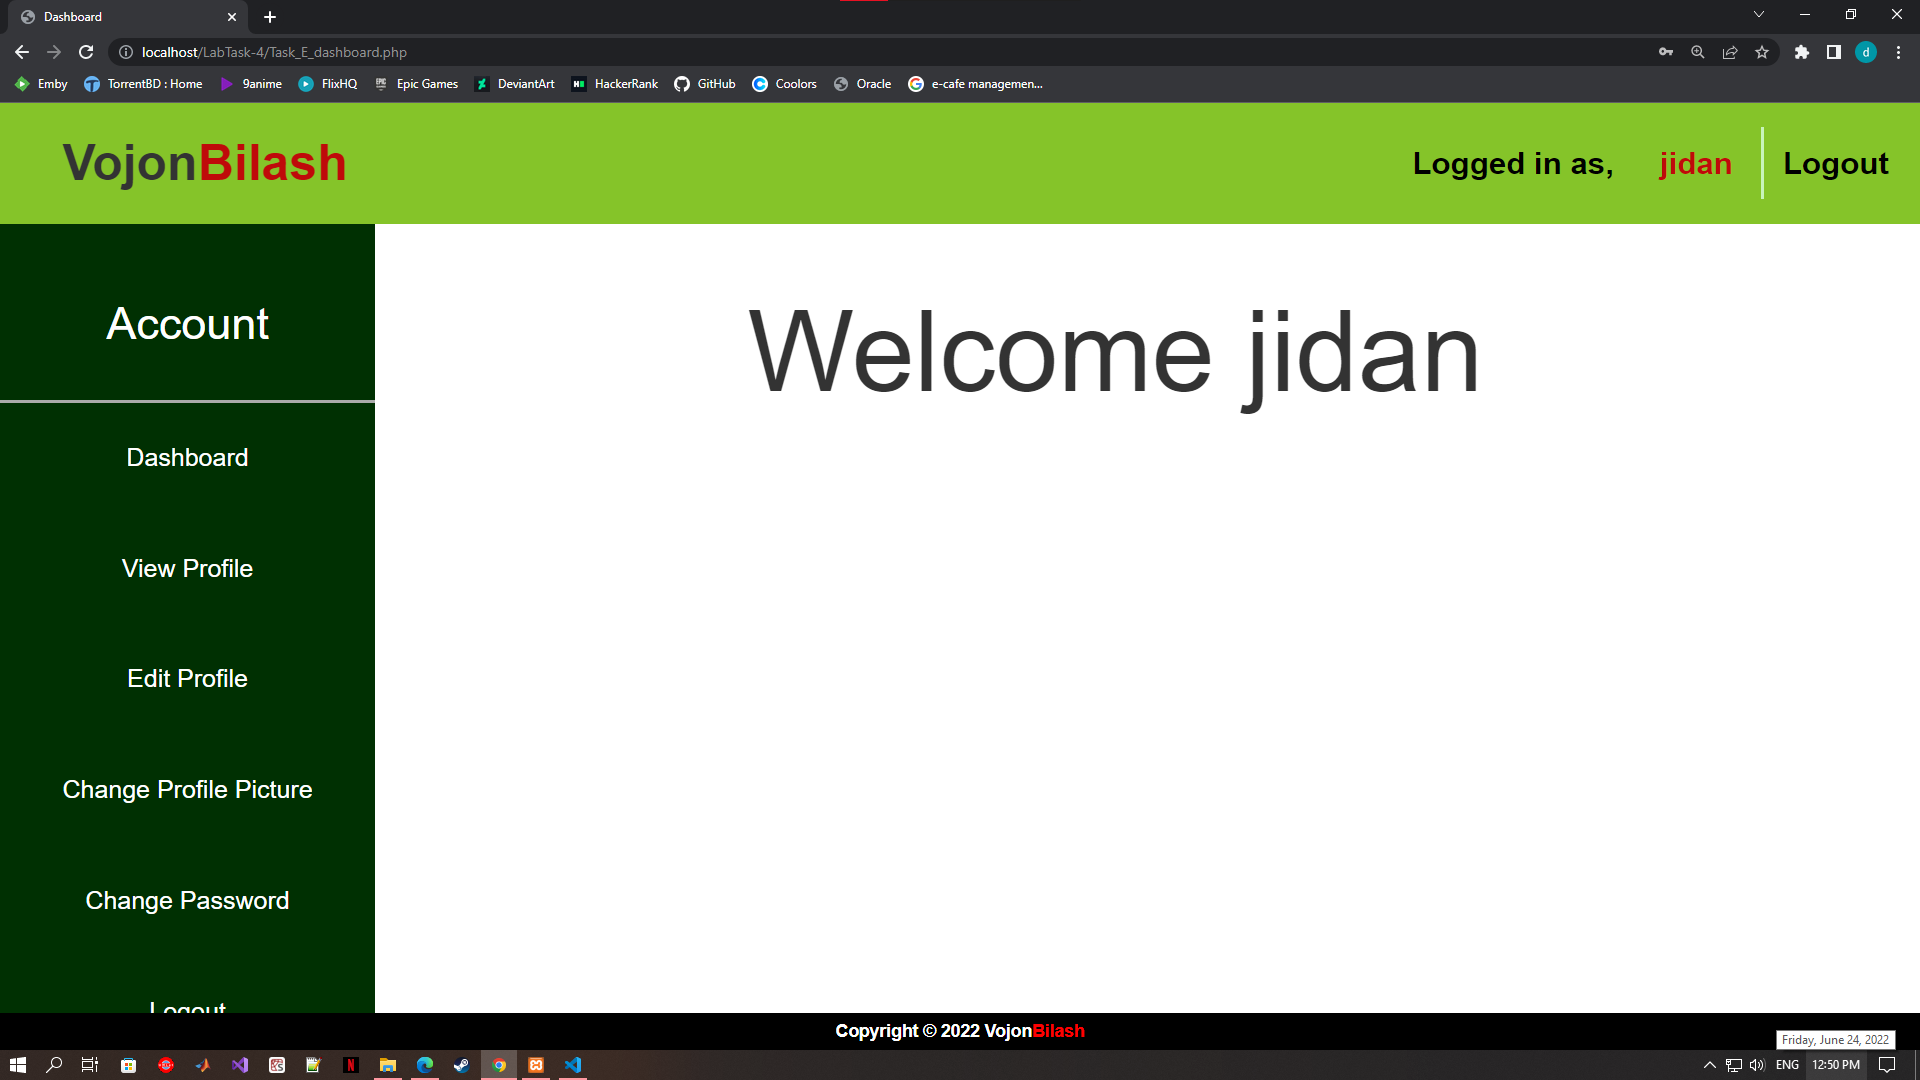 Dashboard
localhost/LabTask-4/Task_E_dashboard.php
d
Emby
TorrentBD : Home
9anime
FlixHQ
EPIC
Epic Games
DeviantArt
HackerRank
GitHub
Coolors
Oracle
e-cafe managemen...
VojonBilash
Logged in as, jidan
Logout
Account
Welcome jidan
Dashboard
View Profile
Edit Profile
Change Profile Picture
Change Password
Logout
Copyright © 2022 VojonBilash
Friday, June 24, 2022
ENG
12:50 PM